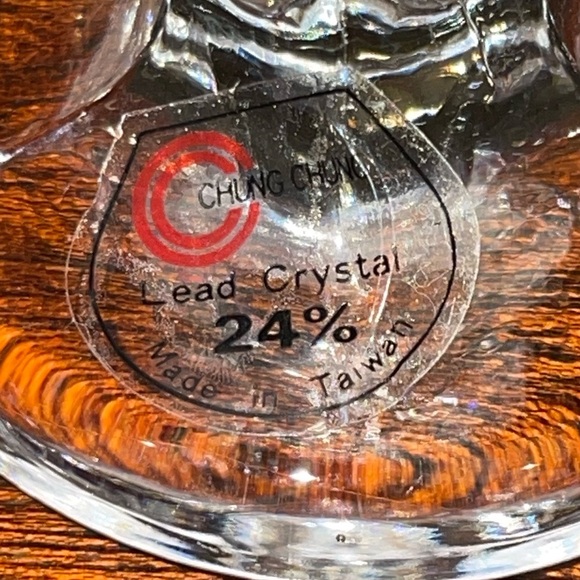 CHUNG CHUNG
Lead Crystal
24%
Made in Taiwan